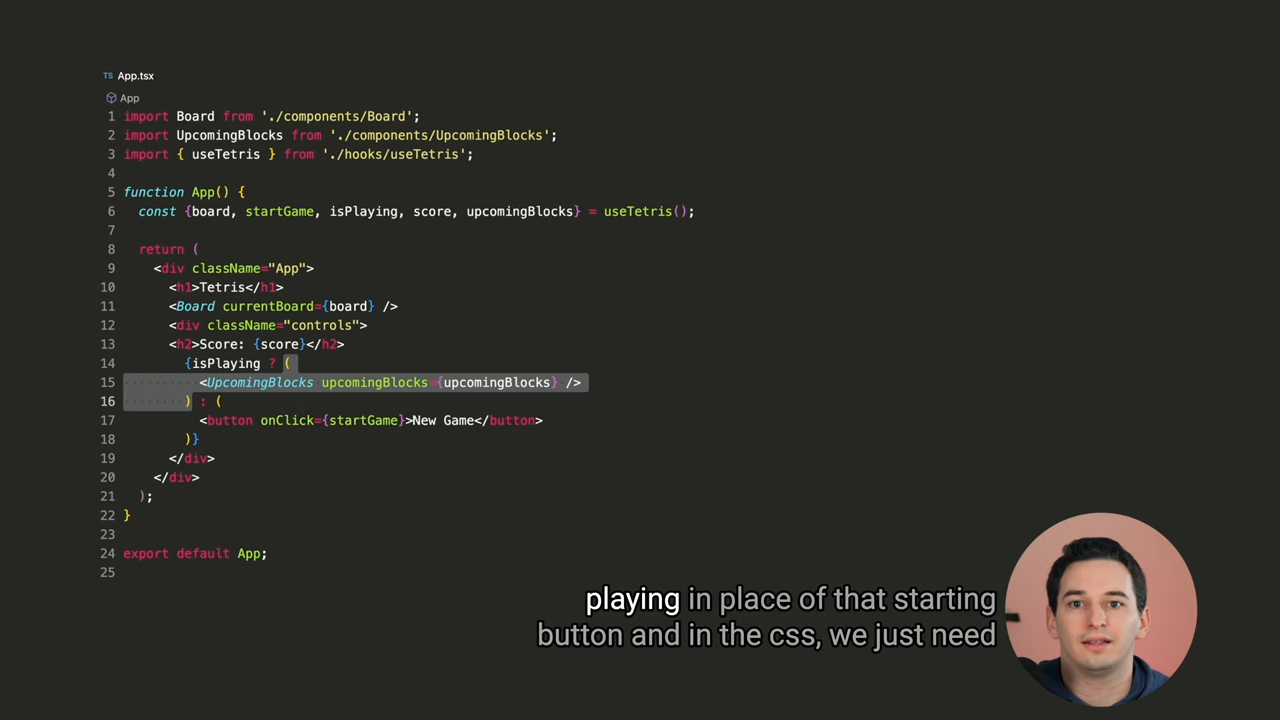 TS App.tsx
App
1 import Board from './components/Board';
2 import UpcomingBlocks from './components/UpcomingBlocks';
3 import { useTetris } from './hooks/useTetris';
4
5 function App() {
6   const {board, startGame, isPlaying, score, upcomingBlocks} = useTetris();
7
8   return (
9     <div className="App">
10       <h1>Tetris</h1>
11       <Board currentBoard={board} />
12       <div className="controls">
13       <h2>Score: {score}</h2>
14         {isPlaying ? (
15           <UpcomingBlocks upcomingBlocks={upcomingBlocks} />
16         ) : (
17           <button onClick={startGame}>New Game</button>
18         )}
19       </div>
20     </div>
21   );
22 }
23
24 export default App;
25
playing in place of that starting
button and in the css, we just need